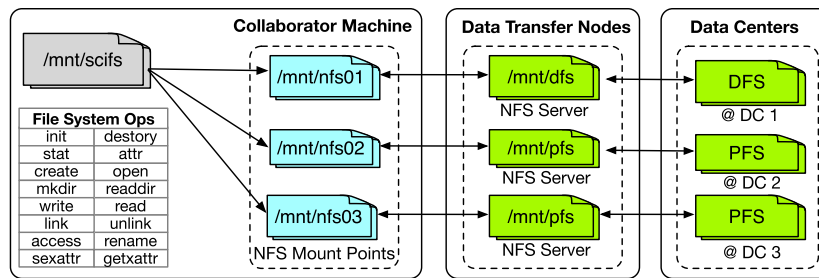 Collaborator Machine
/mnt/scifs
/mnt/nfs01
/mnt/nfs02
/mnt/nfs03
NFS Mount Points
File System Ops
init destory
stat attr
create open
mkdir readdir
write read
link unlink
access rename
sexattr getxattr
Data Transfer Nodes
/mnt/dfs
NFS Server
/mnt/pfs
NFS Server
/mnt/pfs
NFS Server
Data Centers
DFS
@ DC 1
PFS
@ DC 2
PFS
@ DC 3